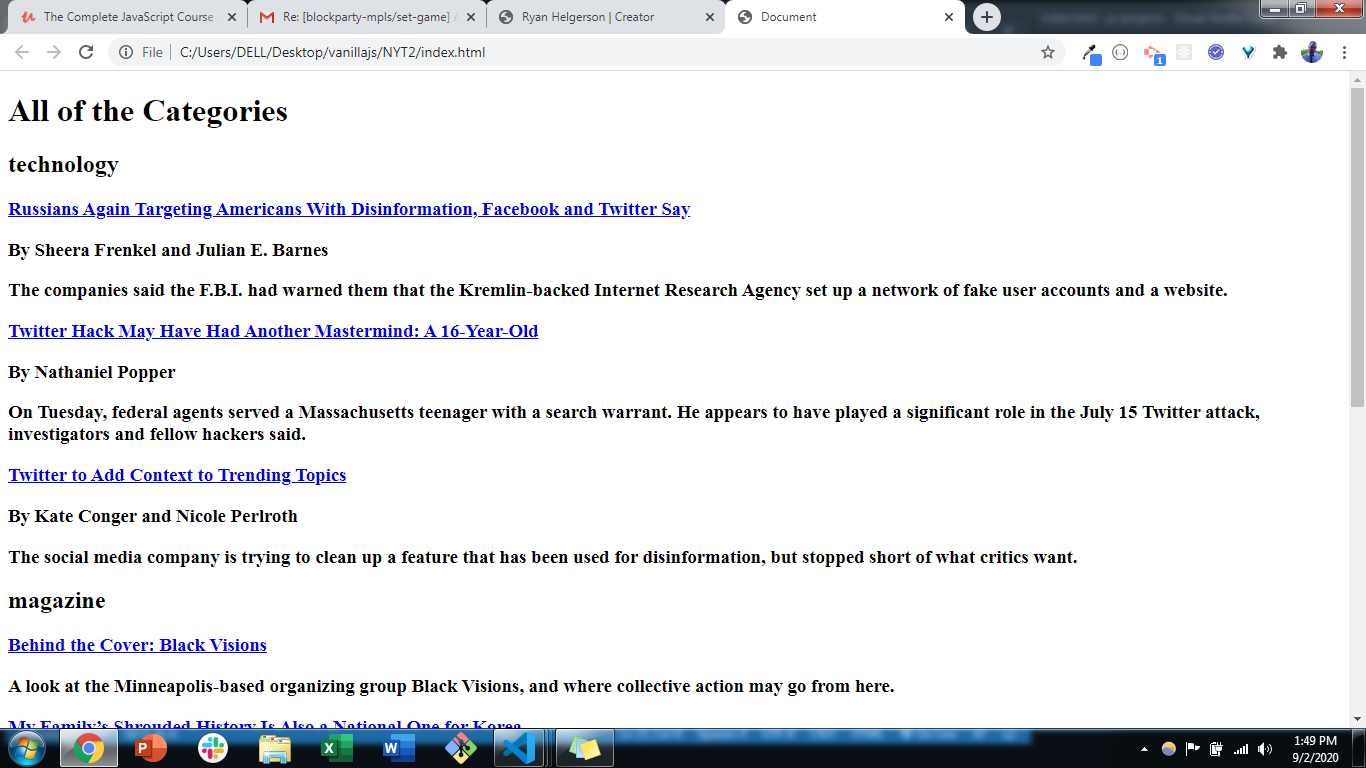 The Complete JavaScript Course
Re: [blockparty-mpls/set-game]
Ryan Helgerson | Creator
Document
File
C:/Users/DELL/Desktop/vanillajs/NYT2/index.html
1
All of the Categories
technology
Russians Again Targeting Americans With Disinformation, Facebook and Twitter Say
By Sheera Frenkel and Julian E. Barnes
The companies said the F.B.I. had warned them that the Kremlin-backed Internet Research Agency set up a network of fake user accounts and a website.
Twitter Hack May Have Had Another Mastermind: A 16-Year-Old
By Nathaniel Popper
On Tuesday, federal agents served a Massachusetts teenager with a search warrant. He appears to have played a significant role in the July 15 Twitter attack,
investigators and fellow hackers said.
Twitter to Add Context to Trending Topics
By Kate Conger and Nicole Perlroth
The social media company is trying to clean up a feature that has been used for disinformation, but stopped short of what critics want.
magazine
Behind the Cover: Black Visions
A look at the Minneapolis-based organizing group Black Visions, and where collective action may go from here.
My Family's Shrouded History Is Also a National One for Korea
1:49 PM
9/2/2020